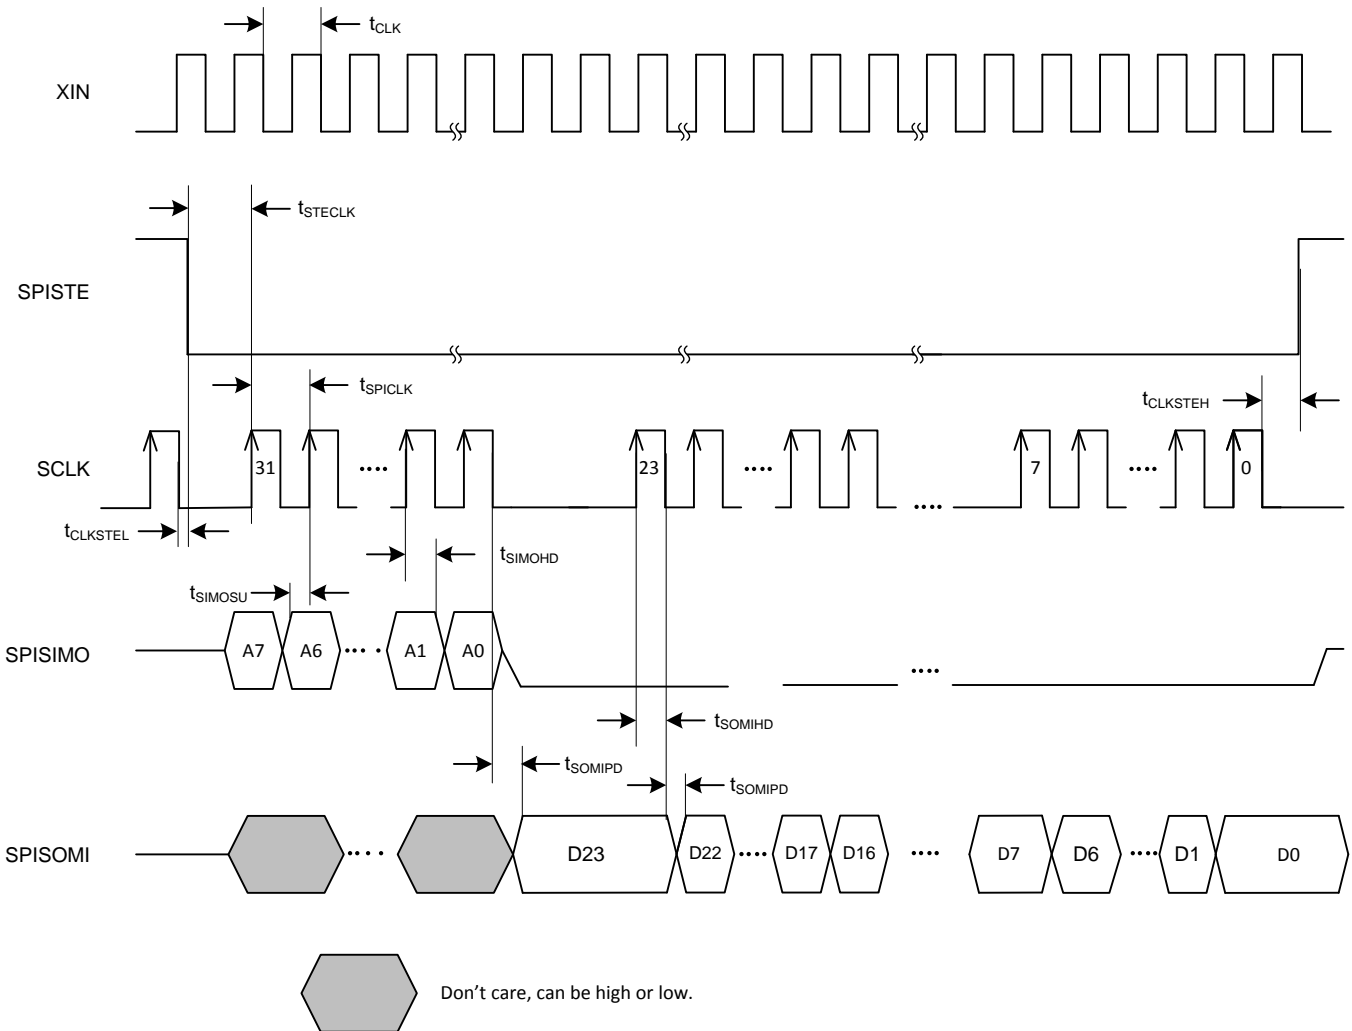 tCLK
XIN
tSTECLK
SPISTE
tSPICLK
tCLKSTEH
SCLK
31
23
7
0
tCLKSTEL
tSIMOHD
tSIMOSU
SPISIMO
A7
A6
A1
A0
tSOMIHD
tSOMIPD
tSOMIPD
SPISOMI
D23
D22
D17
D16
D7
D6
D1
D0
Don't care, can be high or low.